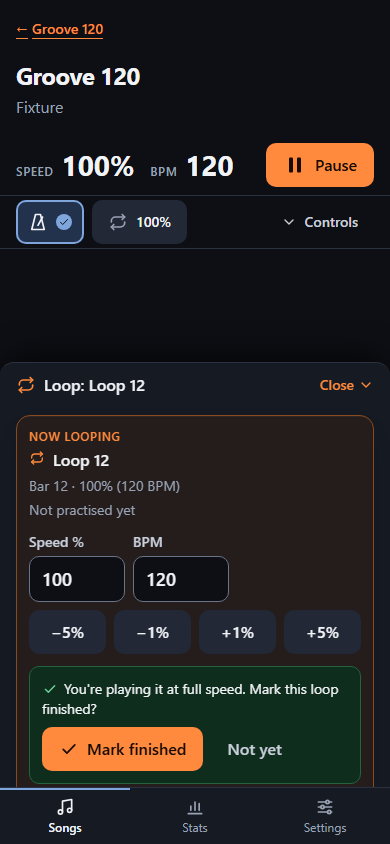 ← Groove 120
Groove 120
Fixture
SPEED 100% BPM 120
Pause
100%
Controls
Loop: Loop 12
Close
NOW LOOPING
Loop 12
Bar 12 · 100% (120 BPM)
Not practised yet
Speed % BPM
100 120
−5% −1% +1% +5%
✓ You're playing it at full speed. Mark this loop
finished?
✓ Mark finished
Not yet
Songs Stats Settings